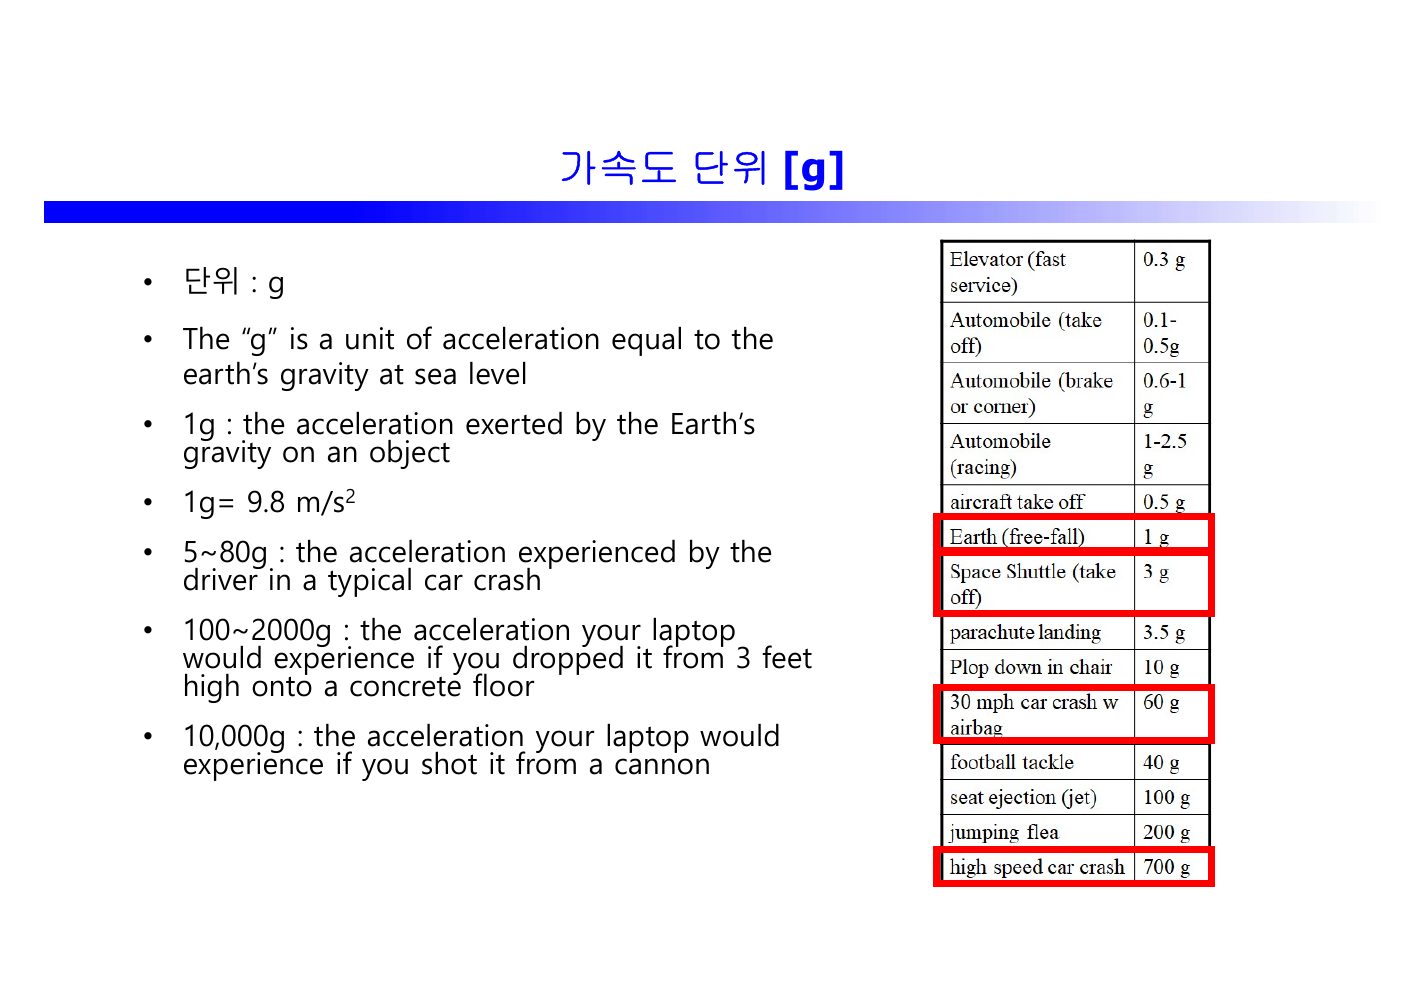 가속도 단위 [g]
• 단위 : g
• The “g” is a unit of acceleration equal to the
earth’s gravity at sea level
• 1g : the acceleration exerted by the Earth’s
gravity on an object
• 1g= 9.8 m/s²
• 5~80g : the acceleration experienced by the
driver in a typical car crash
• 100~2000g : the acceleration your laptop
would experience if you dropped it from 3 feet
high onto a concrete floor
• 10,000g : the acceleration your laptop would
experience if you shot it from a cannon
Elevator (fast 0.3 g
service)
Automobile (take 0.1-
off) 0.5g
Automobile (brake 0.6-1
or corner) g
Automobile 1-2.5
(racing) g
aircraft take off 0.5 g
Earth (free-fall) 1 g
Space Shuttle (take 3 g
off)
parachute landing 3.5 g
Plop down in chair 10 g
30 mph car crash w 60 g
airbag
football tackle 40 g
seat ejection (jet) 100 g
jumping flea 200 g
high speed car crash 700 g